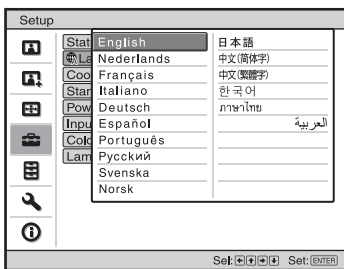 Setup
Stat
La
Coo
Star
Pow
Inpu
Colo
Lam
English
Nederlands
Français
Italiano
Deutsch
Español
Português
Русский
Svenska
Norsk
日本語
中文(简体字)
中文(繁體字)
한국어
ภาษาไทย
العربية
Sel: Set: ENTER